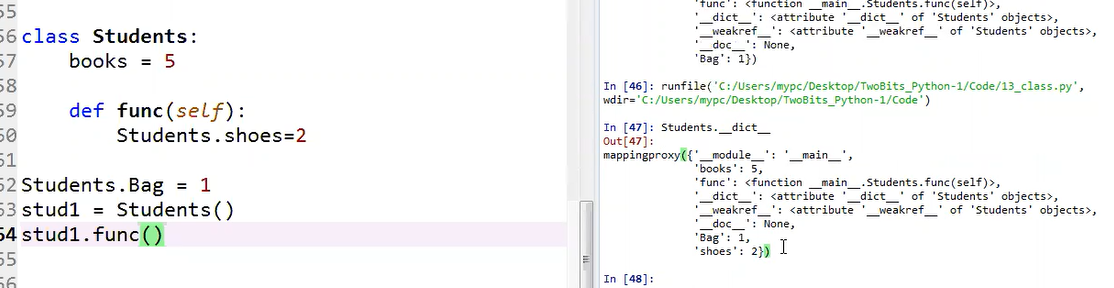 55
56 class Students:
57     books = 5
58
59     def func(self):
60         Students.shoes=2
61
62 Students.Bag = 1
63 stud1 = Students()
64 stud1.func()
65
66
'func': <function __main__.Students.func(self)>,
'__dict__': <attribute '__dict__' of 'Students' objects>,
'__weakref__': <attribute '__weakref__' of 'Students' objects>,
'__doc__': None,
'Bag': 1})
In [46]: runfile('C:/Users/mypc/Desktop/TwoBits_Python-1/Code/13_class.py',
wdir='C:/Users/mypc/Desktop/TwoBits_Python-1/Code')
In [47]: Students.__dict__
Out[47]:
mappingproxy({'__module__': '__main__',
'books': 5,
'func': <function __main__.Students.func(self)>,
'__dict__': <attribute '__dict__' of 'Students' objects>,
'__weakref__': <attribute '__weakref__' of 'Students' objects>,
'__doc__': None,
'Bag': 1,
'shoes': 2})
In [48]: